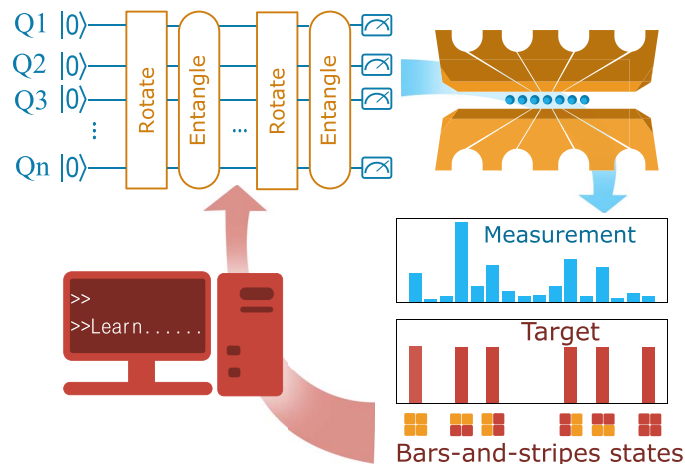 Q1 |0⟩
Q2 |0⟩
Q3 |0⟩
⋮
Qn |0⟩
Rotate
Entangle
...
Rotate
Entangle
Measurement
>>
>>Learn......
Target
Bars-and-stripes states